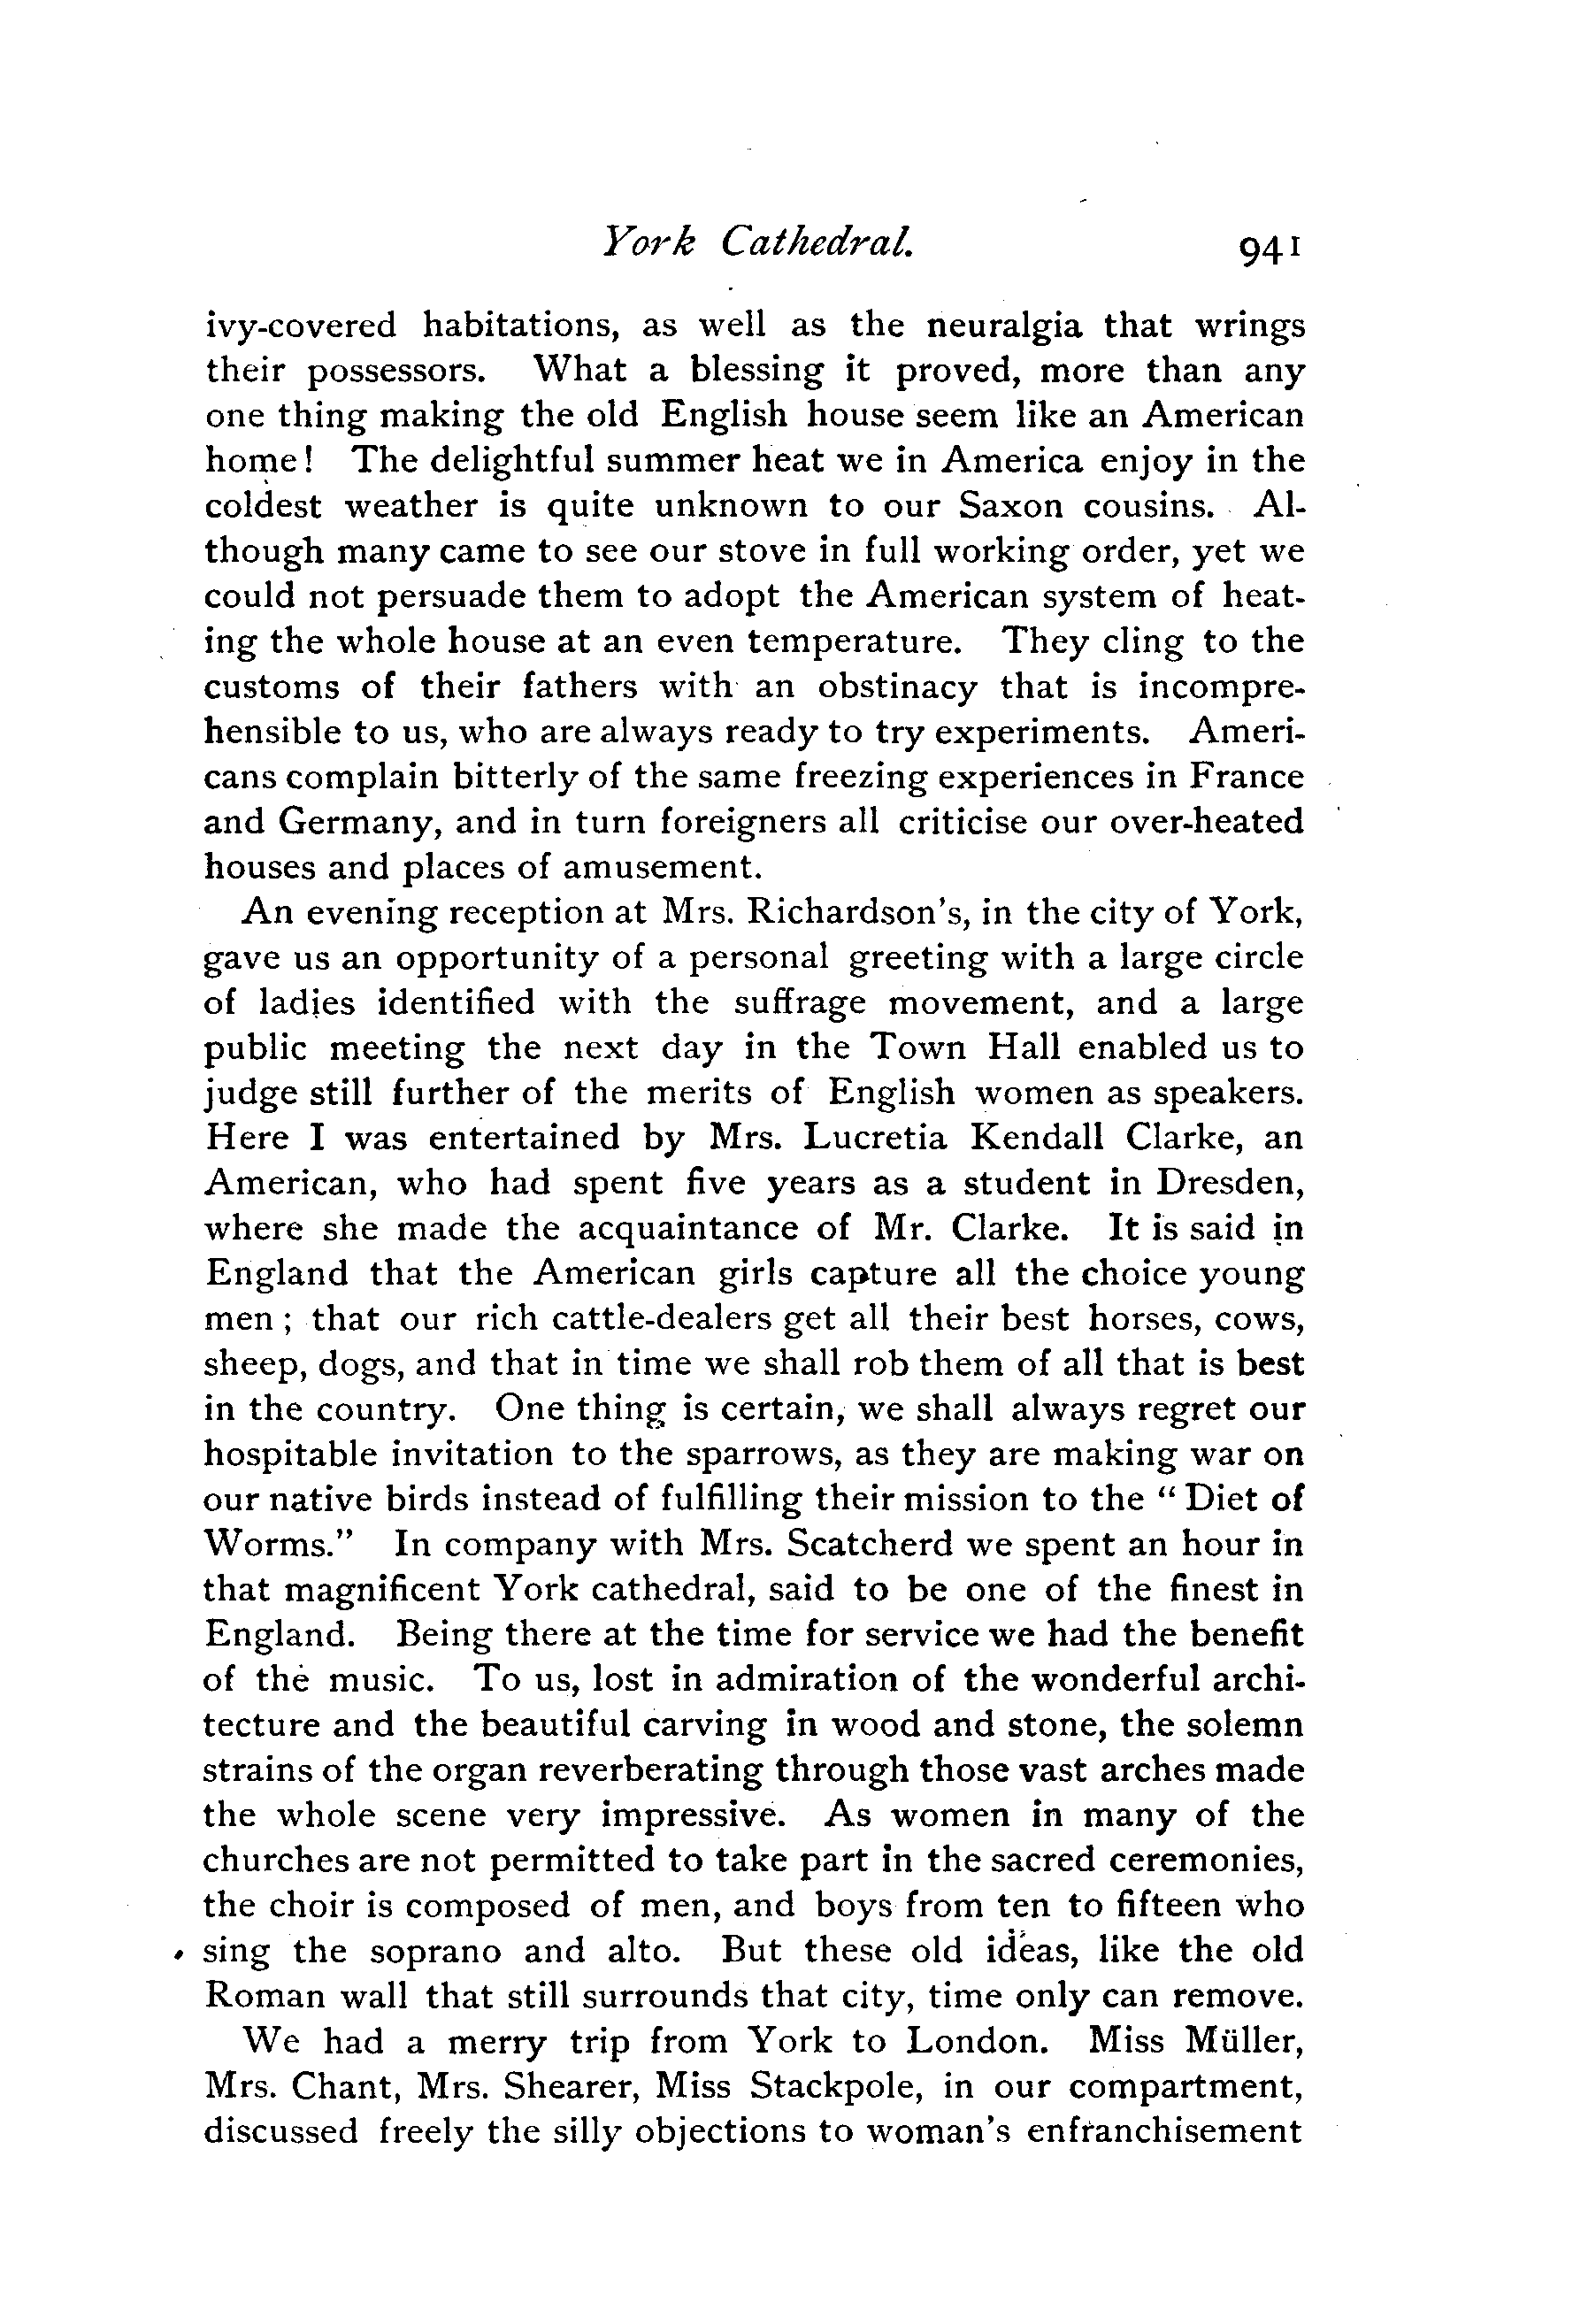 York Cathedral. 941
ivy-covered habitations, as well as the neuralgia that wrings
their possessors. What a blessing it proved, more than any
one thing making the old English house seem like an American
home! The delightful summer heat we in America enjoy in the
coldest weather is quite unknown to our Saxon cousins. Al-
though many came to see our stove in full working order, yet we
could not persuade them to adopt the American system of heat-
ing the whole house at an even temperature. They cling to the
customs of their fathers with an obstinacy that is incompre-
hensible to us, who are always ready to try experiments. Ameri-
cans complain bitterly of the same freezing experiences in France
and Germany, and in turn foreigners all criticise our over-heated
houses and places of amusement.
An evening reception at Mrs. Richardson's, in the city of York,
gave us an opportunity of a personal greeting with a large circle
of ladies identified with the suffrage movement, and a large
public meeting the next day in the Town Hall enabled us to
judge still further of the merits of English women as speakers.
Here I was entertained by Mrs. Lucretia Kendall Clarke, an
American, who had spent five years as a student in Dresden,
where she made the acquaintance of Mr. Clarke. It is said in
England that the American girls capture all the choice young
men; that our rich cattle-dealers get all their best horses, cows,
sheep, dogs, and that in time we shall rob them of all that is best
in the country. One thing is certain, we shall always regret our
hospitable invitation to the sparrows, as they are making war on
our native birds instead of fulfilling their mission to the "Diet of
Worms." In company with Mrs. Scatcherd we spent an hour in
that magnificent York cathedral, said to be one of the finest in
England. Being there at the time for service we had the benefit
of the music. To us, lost in admiration of the wonderful archi-
tecture and the beautiful carving in wood and stone, the solemn
strains of the organ reverberating through those vast arches made
the whole scene very impressive. As women in many of the
churches are not permitted to take part in the sacred ceremonies,
the choir is composed of men, and boys from ten to fifteen who
sing the soprano and alto. But these old ideas, like the old
Roman wall that still surrounds that city, time only can remove.
We had a merry trip from York to London. Miss Müller,
Mrs. Chant, Mrs. Shearer, Miss Stackpole, in our compartment,
discussed freely the silly objections to woman's enfranchisement